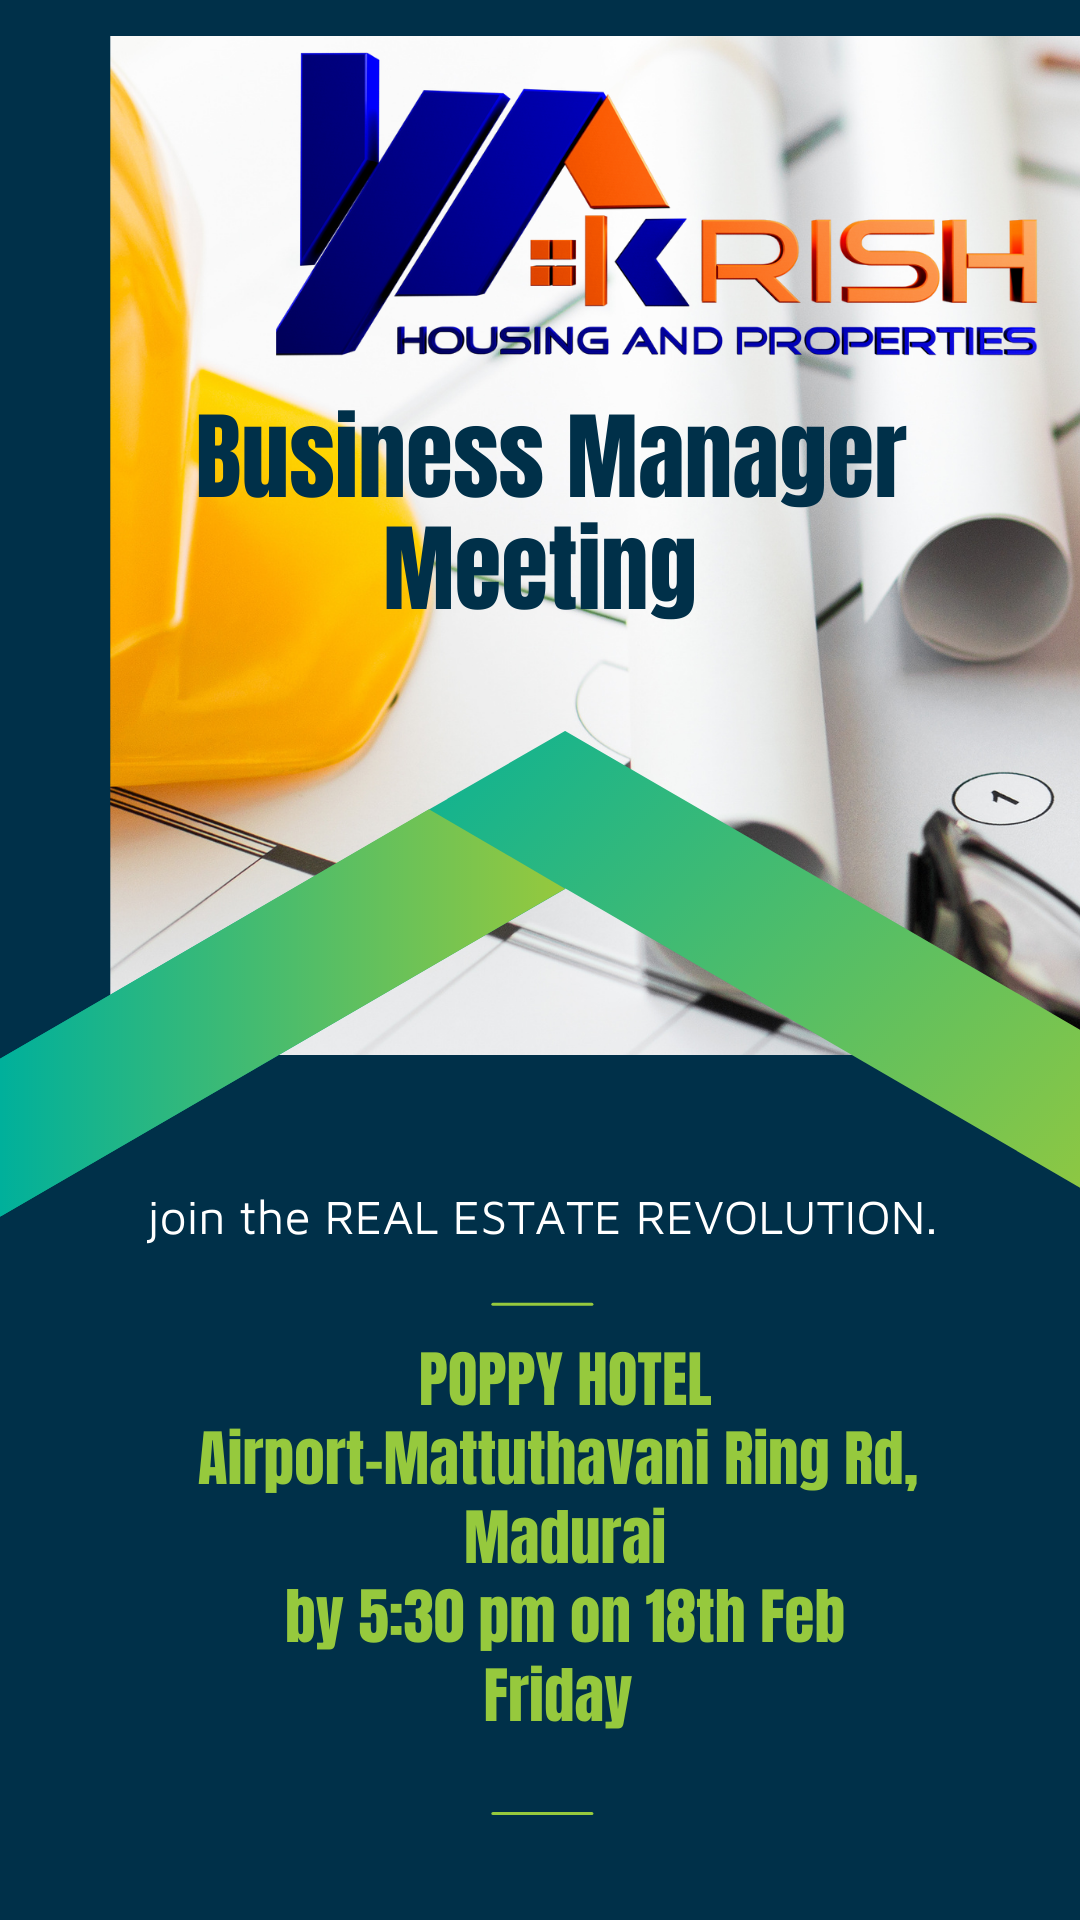 KRISH
HOUSING AND PROPERTIES
Business Manager
Meeting
1
join the REAL ESTATE REVOLUTION.
POPPY HOTEL
Airport-Mattuthavani Ring Rd,
Madurai
by 5:30 pm on 18th Feb
Friday